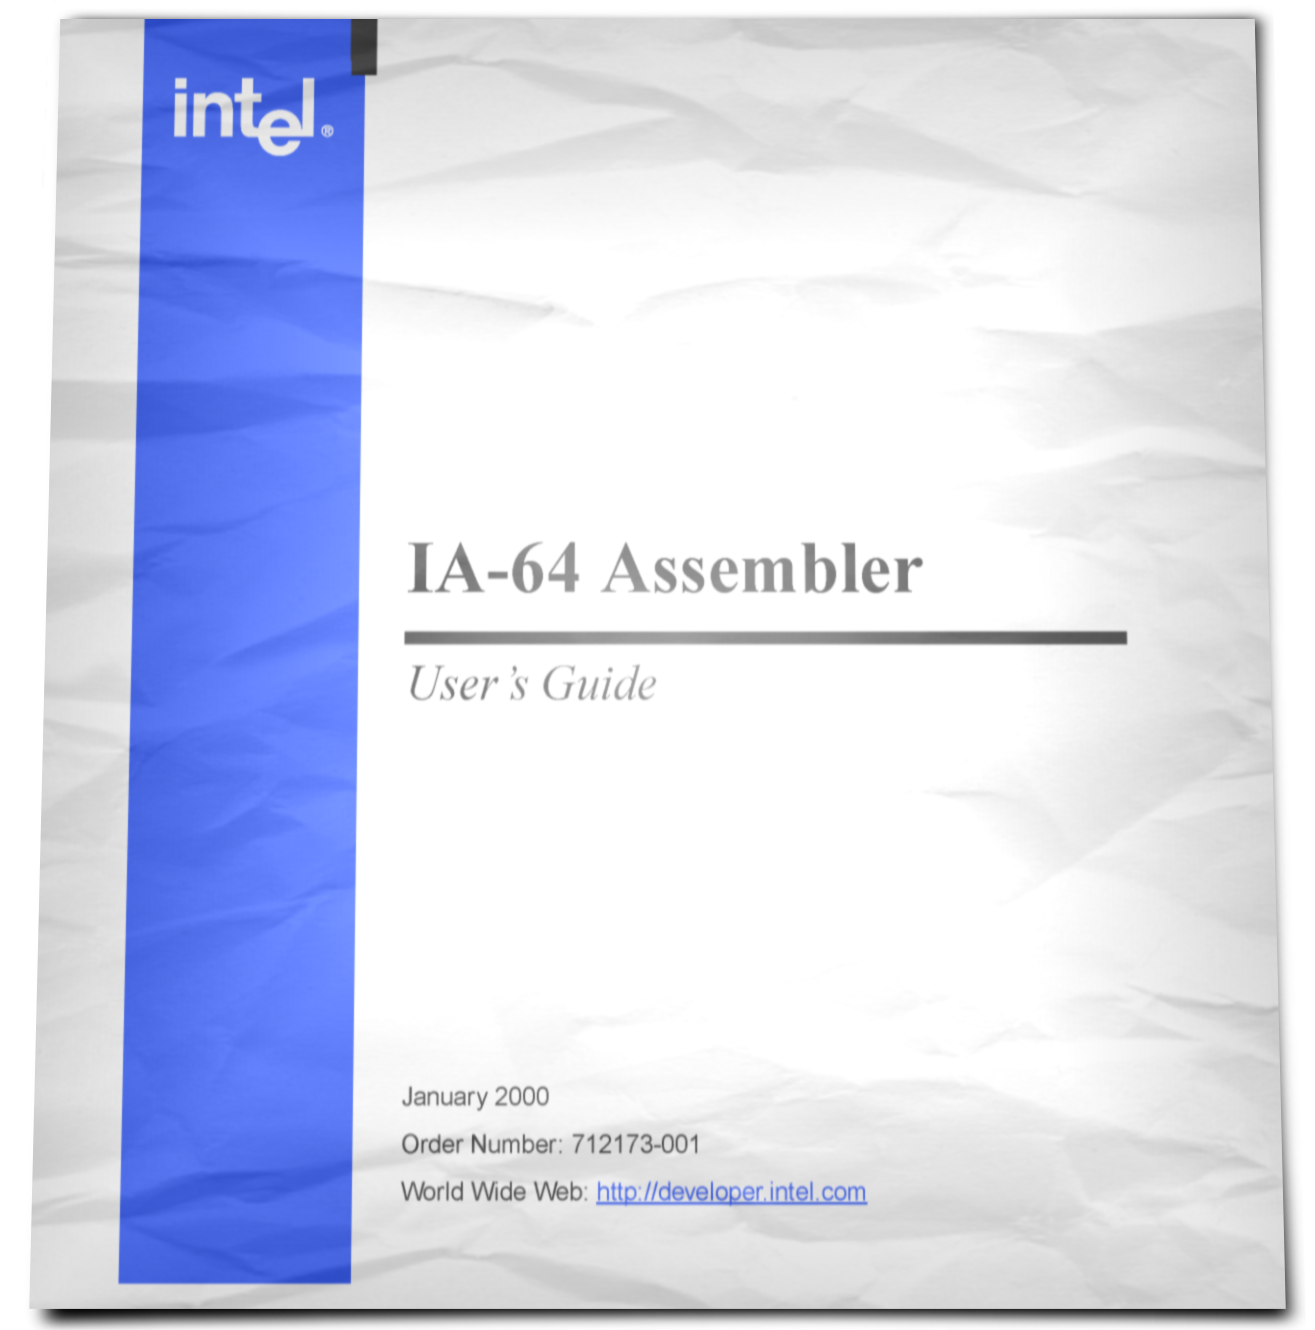 intel®
IA-64 Assembler
User's Guide
January 2000
Order Number: 712173-001
World Wide Web: http://developer.intel.com